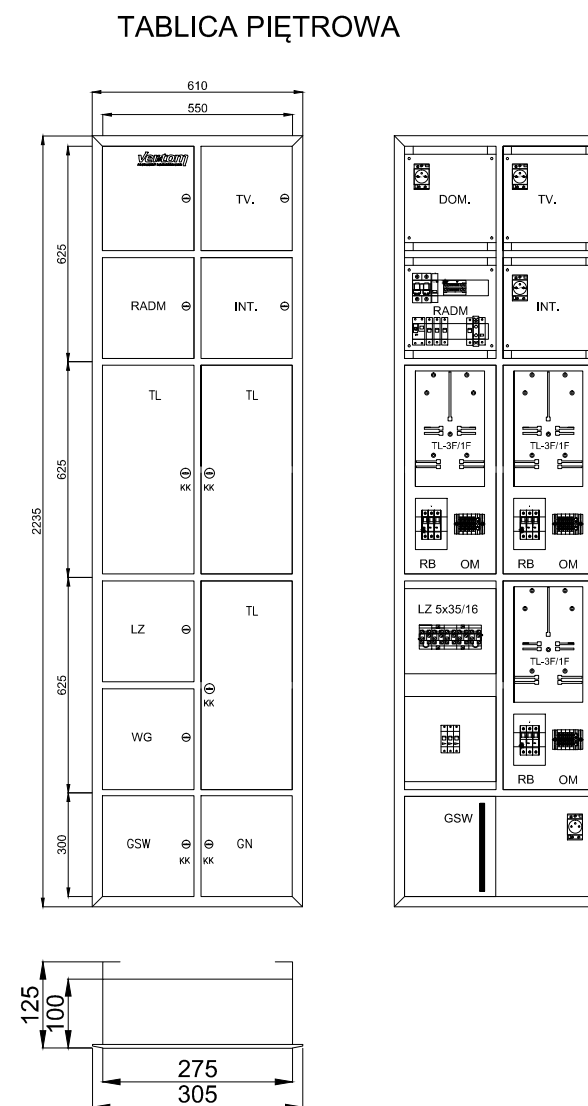 TABLICA PIĘTROWA
610
550
TV.
RADM
INT.
TL
TL
KK
KK
LZ
TL
KK
WG
GSW
GN
KK
KK
625
625
625
300
2235
DOM.
TV.
RADM
INT.
TL-3F/1F
TL-3F/1F
RB
OM
RB
OM
LZ 5x35/16
TL-3F/1F
RB
OM
GSW
125
100
275
305